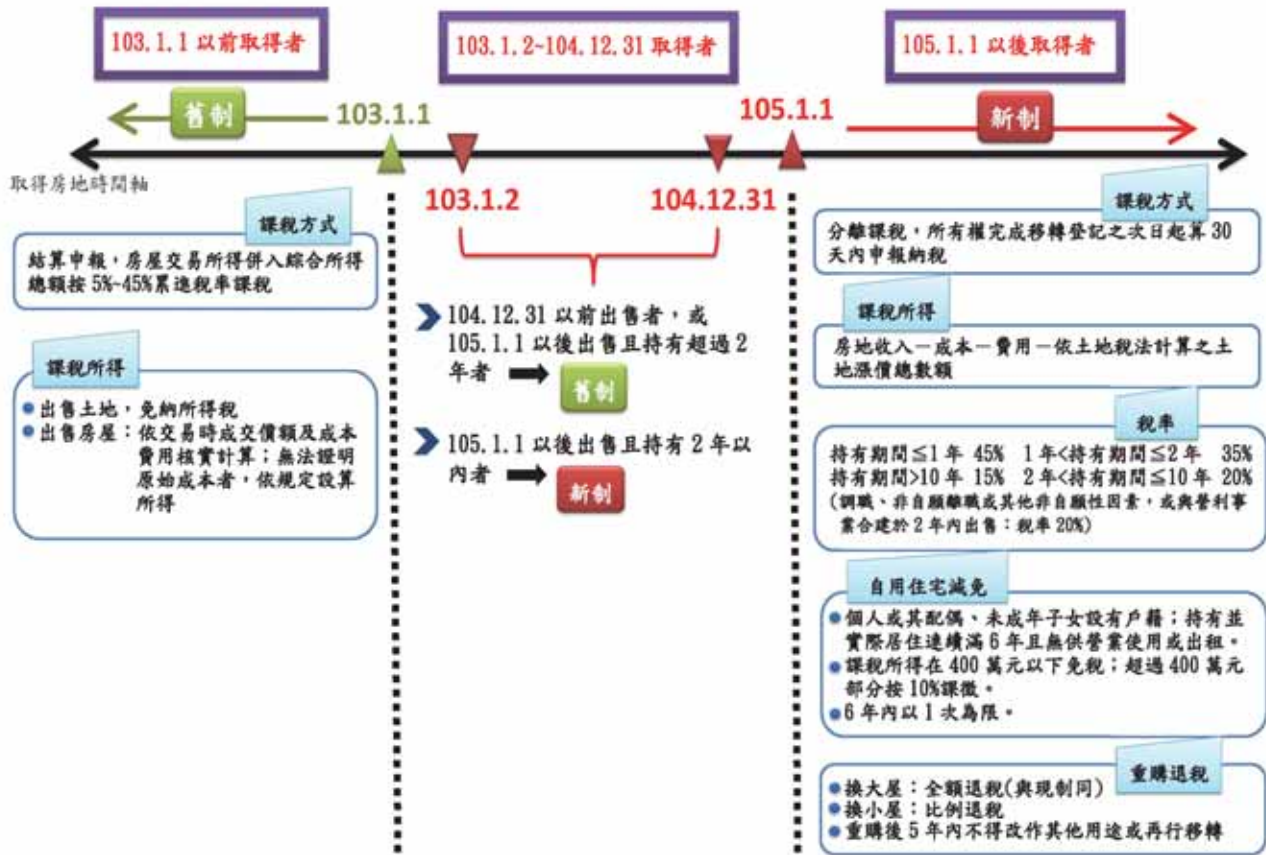 103.1.1 以前取得者
103.1.2~104.12.31 取得者
105.1.1 以後取得者
舊制
103.1.1
105.1.1
新制
取得房地時間軸
103.1.2
104.12.31
課稅方式
結算申報，房屋交易所得併入綜合所得
總額按 5%~45%累進稅率課稅
課稅所得
出售土地，免納所得稅
出售房屋：依交易時成交價額及成本
費用核實計算；無法證明
原始成本者，依規定設算
所得
104.12.31 以前出售者，或
105.1.1 以後出售且持有超過 2
年者
舊制
105.1.1 以後出售且持有 2 年以
內者
新制
課稅方式
分離課稅，所有權完成移轉登記之次日起算 30
天內申報納稅
課稅所得
房地收入－成本－費用－依土地稅法計算之土
地漲價總數額
稅率
持有期間≦1 年 45% 1 年<持有期間≦2 年 35%
持有期間>10 年 15% 2 年<持有期間≦10 年 20%
(調職、非自願離職或其他非自願性因素，或與營利事
業合建於 2 年內出售：稅率 20%)
自用住宅減免
個人或其配偶、未成年子女設有戶籍；持有並
實際居住連續滿 6 年且無供營業使用或出租。
課稅所得在 400 萬元以下免稅；超過 400 萬元
部分按 10%課徵。
6 年內以 1 次為限。
重購退稅
換大屋：全額退稅(與現制同)
換小屋：比例退稅
重購後 5 年內不得改作其他用途或再行移轉